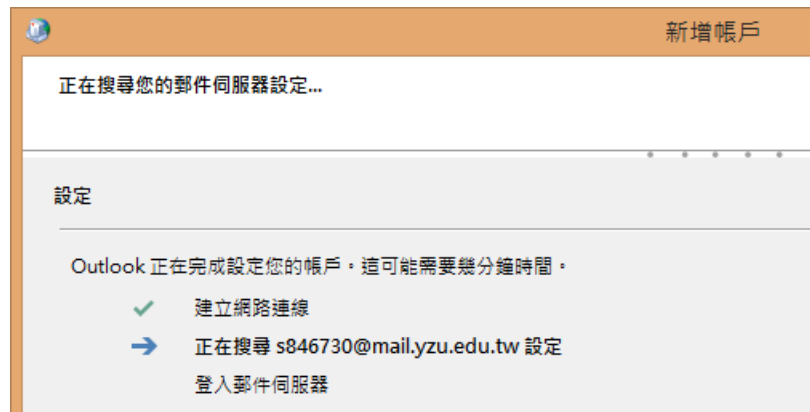 新增帳戶
正在搜尋您的郵件伺服器設定...
設定
Outlook 正在完成設定您的帳戶。這可能需要幾分鐘時間。
建立網路連線
正在搜尋 s846730@mail.yzu.edu.tw 設定
登入郵件伺服器